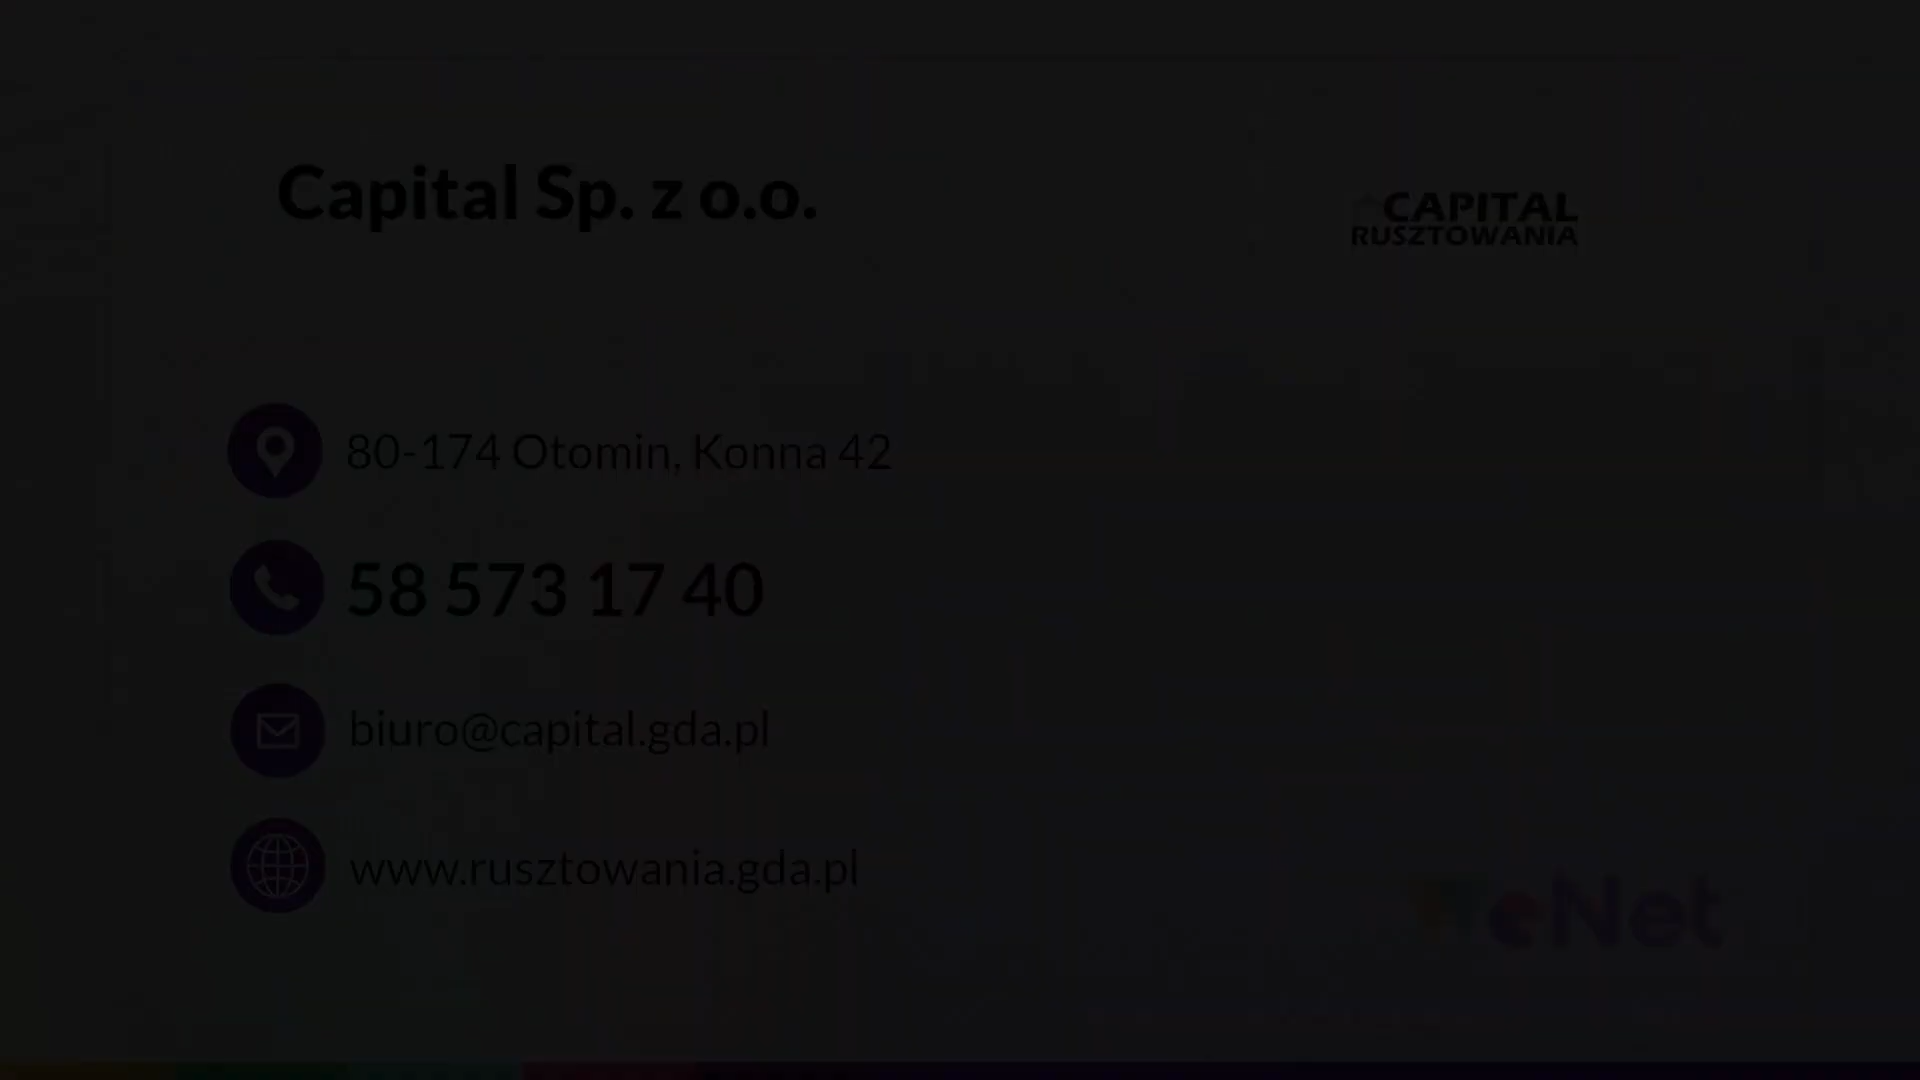 Capital Sp. z o.o.
CAPITAL
RUSZTOWANIA
80-174 Otomin, Konna 42
58 573 17 40
biuro@capital.gda.pl
www.rusztowania.gda.pl
WeNet